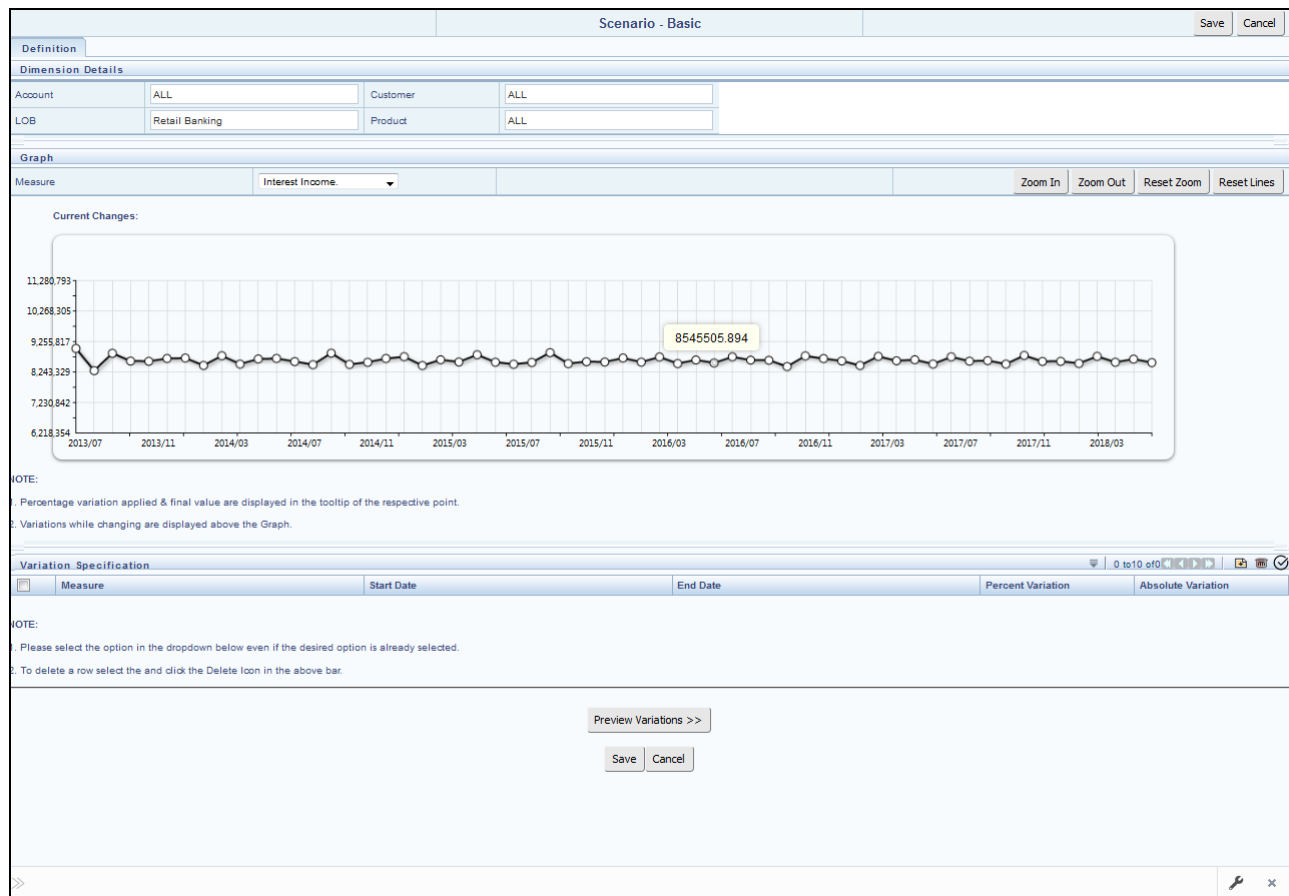 Scenario - Basic Save Cancel
Definition
Dimension Details
Account ALL Customer ALL
LOB Retail Banking Product ALL
Graph
Measure Interest Income. Zoom In Zoom Out Reset Zoom Reset Lines
Current Changes:
11,280,793
10,268,305
9,255,817
8545505.894
8,243,329
7,230,842
6,218,354
2013/07 2013/11 2014/03 2014/07 2014/11 2015/03 2015/07 2015/11 2016/03 2016/07 2016/11 2017/03 2017/07 2017/11 2018/03
NOTE:
1. Percentage variation applied & final value are displayed in the tooltip of the respective point.
2. Variations while changing are displayed above the Graph.
Variation Specification 0 to10 of0
Measure Start Date End Date Percent Variation Absolute Variation
NOTE:
1. Please select the option in the dropdown below even if the desired option is already selected.
2. To delete a row select the and click the Delete Icon in the above bar.
Preview Variations >>
Save Cancel